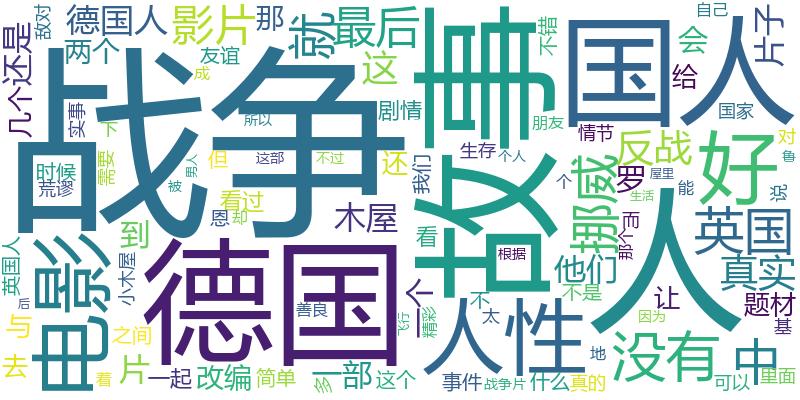 几个还是
敌对
德国人
影片
那
就
最后
不错
自己
片子
两个
友谊
这
会
给
国家
实事
成
战争
剧情
故事
国人
时候
下
所以
还
朋友
情节
反战
好
对
荒谬
需要
被
男人
这部
但
不过
我们
生存
个人
挪威
罗
个
屋里
生活
鲁
能
说
看过
恩
却
木屋
看
根据
他们
那个
而
人
英国
真实
英国人
电影
到
小木屋
德国
一个
人性
不
不是
让
题材
后
与
之间
善良
飞行
精彩
太
因为
基
去
着
片
一起
改编
简单
多
一部
这个
地
事件
战争片
什么
真的
没有
中
可以
里面